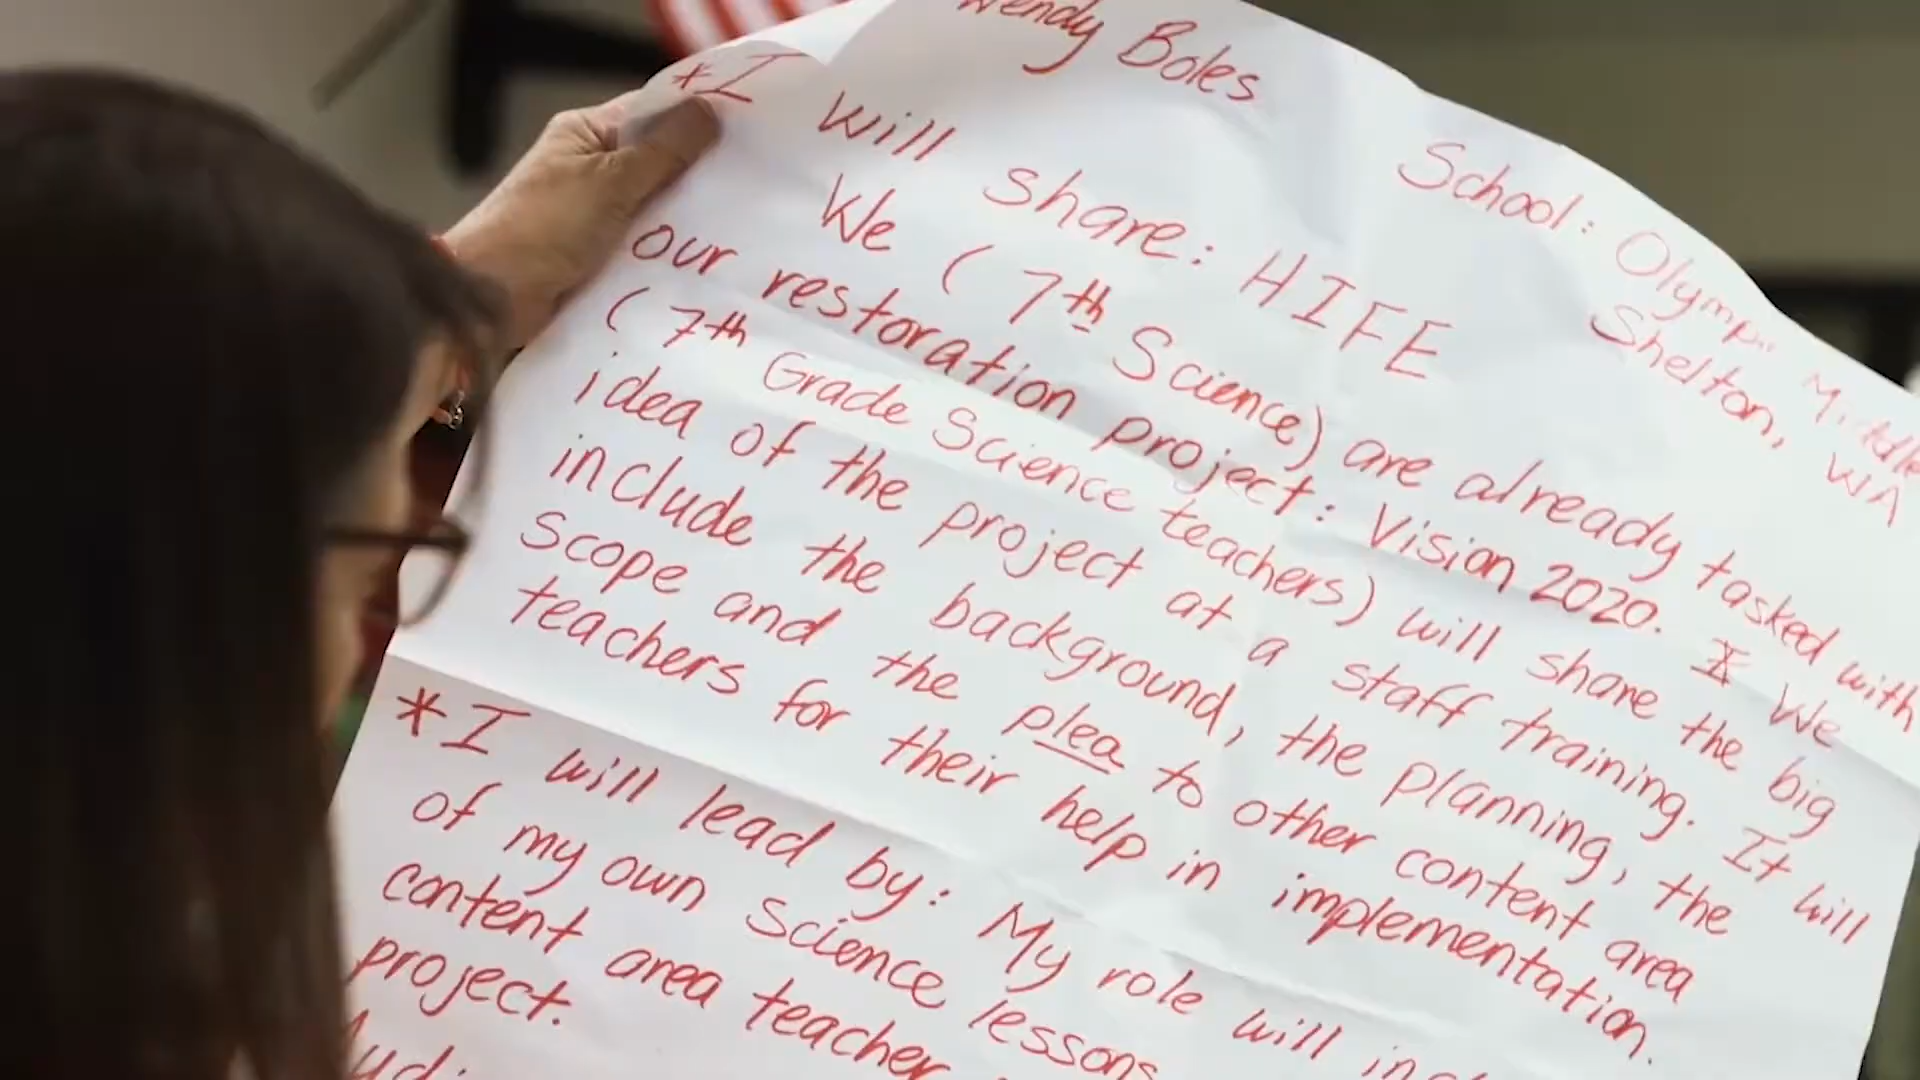 Wendy Boles
School: Olympic Middle
Shelton, WA
*I will share: HIFE
We (7th Science) are already tasked with
our restoration project: Vision 2020. We
(7th Grade Science teachers) will share the big
idea of the project at a staff training. It will
include the background, the planning, the
scope and the plea to other content area
teachers for their help in implementation.
*I will lead by: My role will
of my own science lessons
content area teacher
project.